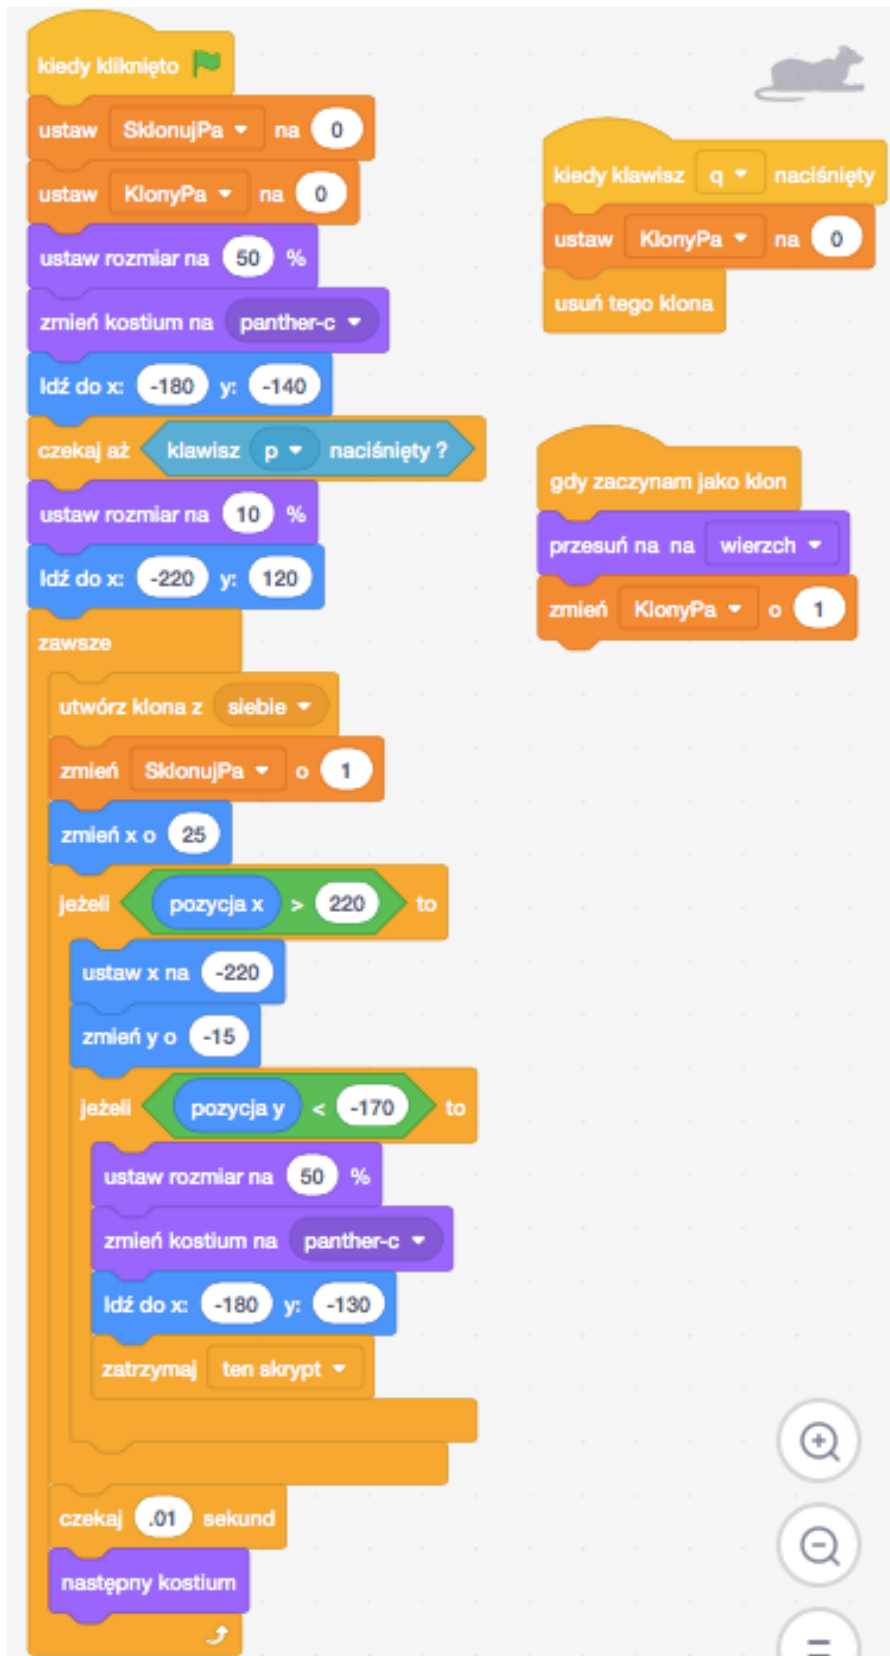 kiedy kliknięto
ustaw SklonujPa na 0
ustaw KlonyPa na 0
ustaw rozmiar na 50 %
zmień kostium na panther-c
Idź do x: -180 y: -140
czekaj aż klawisz p naciśnięty ?
ustaw rozmiar na 10 %
Idź do x: -220 y: 120
zawsze
utwórz klona z siebie
zmień SklonujPa o 1
zmień x o 25
jeżeli pozycja x > 220 to
ustaw x na -220
zmień y o -15
jeżeli pozycja y < -170 to
ustaw rozmiar na 50 %
zmień kostium na panther-c
Idź do x: -180 y: -130
zatrzymaj ten skrypt
czekaj .01 sekund
następny kostium
kiedy klawisz q naciśnięty
ustaw KlonyPa na 0
usuń tego klona
gdy zaczynam jako klon
przesuń na na wierzch
zmień KlonyPa o 1